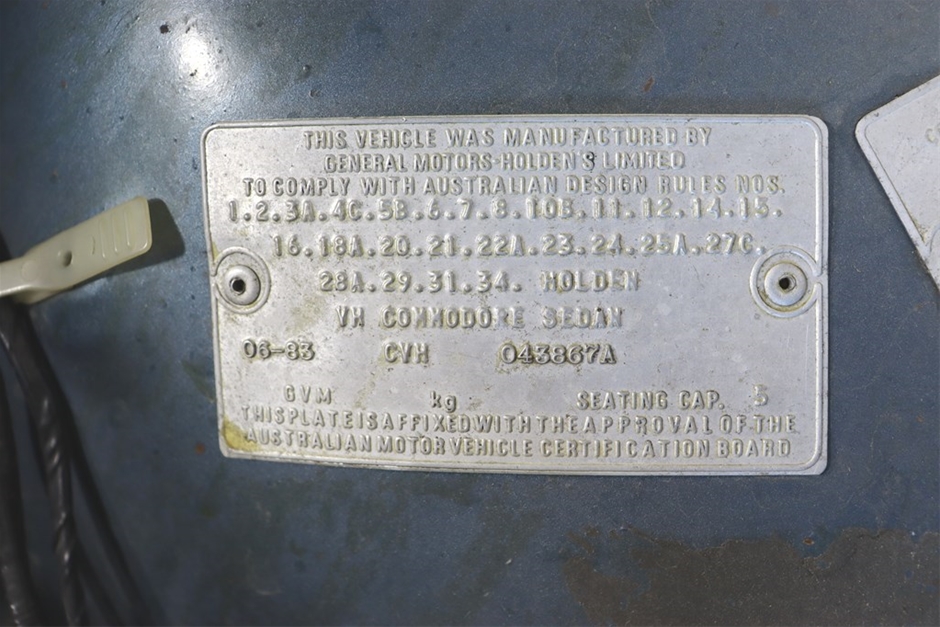 THIS VEHICLE WAS MANUFACTURED BY
GENERAL MOTORS-HOLDEN'S LIMITED
TO COMPLY WITH AUSTRALIAN DESIGN RULES NOS.
1.2.3A.4C.5B.6.7.8.10B.11.12.14.15.
16.18A.20.21.22A.23.24.25A.27C.
28A.29.31.34. HOLDEN
VH COMMODORE SEDAN
06-83 CVH 043867A
GVM kg SEATING CAP. 5
THIS PLATE IS AFFIXED WITH THE APPROVAL OF THE
AUSTRALIAN MOTOR VEHICLE CERTIFICATION BOARD